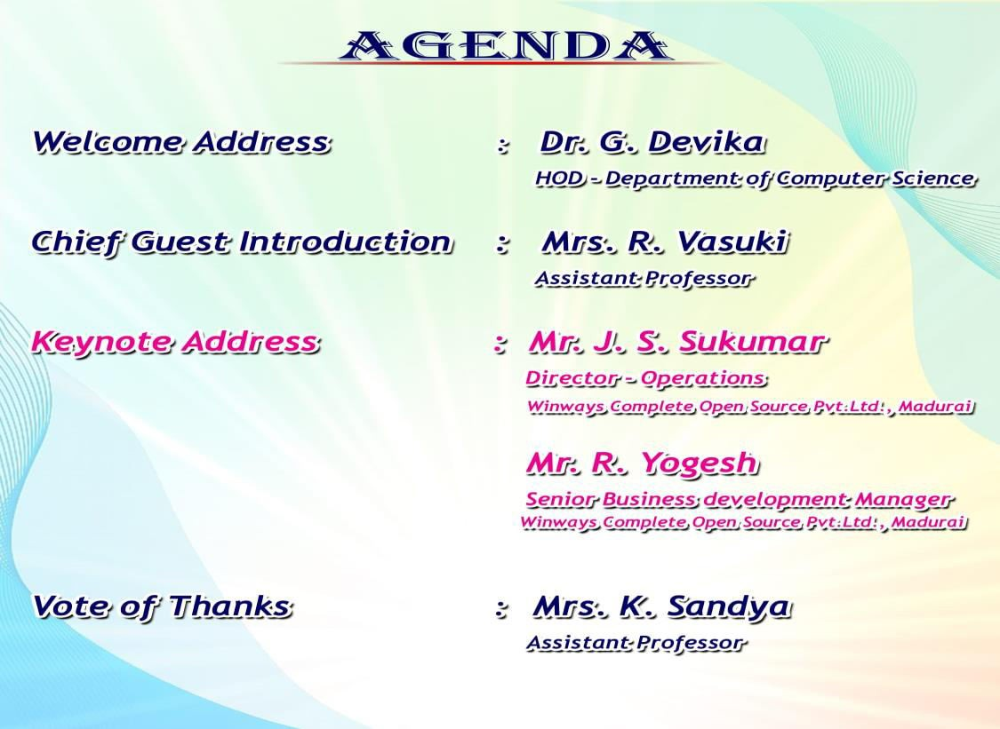 AGENDA
Welcome Address : Dr. G. Devika
HOD - Department of Computer Science
Chief Guest Introduction : Mrs. R. Vasuki
Assistant Professor
Keynote Address : Mr. J. S. Sukumar
Director - Operations
Winways Complete Open Source Pvt.Ltd., Madurai
Mr. R. Yogesh
Senior Business development Manager
Winways Complete Open Source Pvt.Ltd., Madurai
Vote of Thanks : Mrs. K. Sandya
Assistant Professor